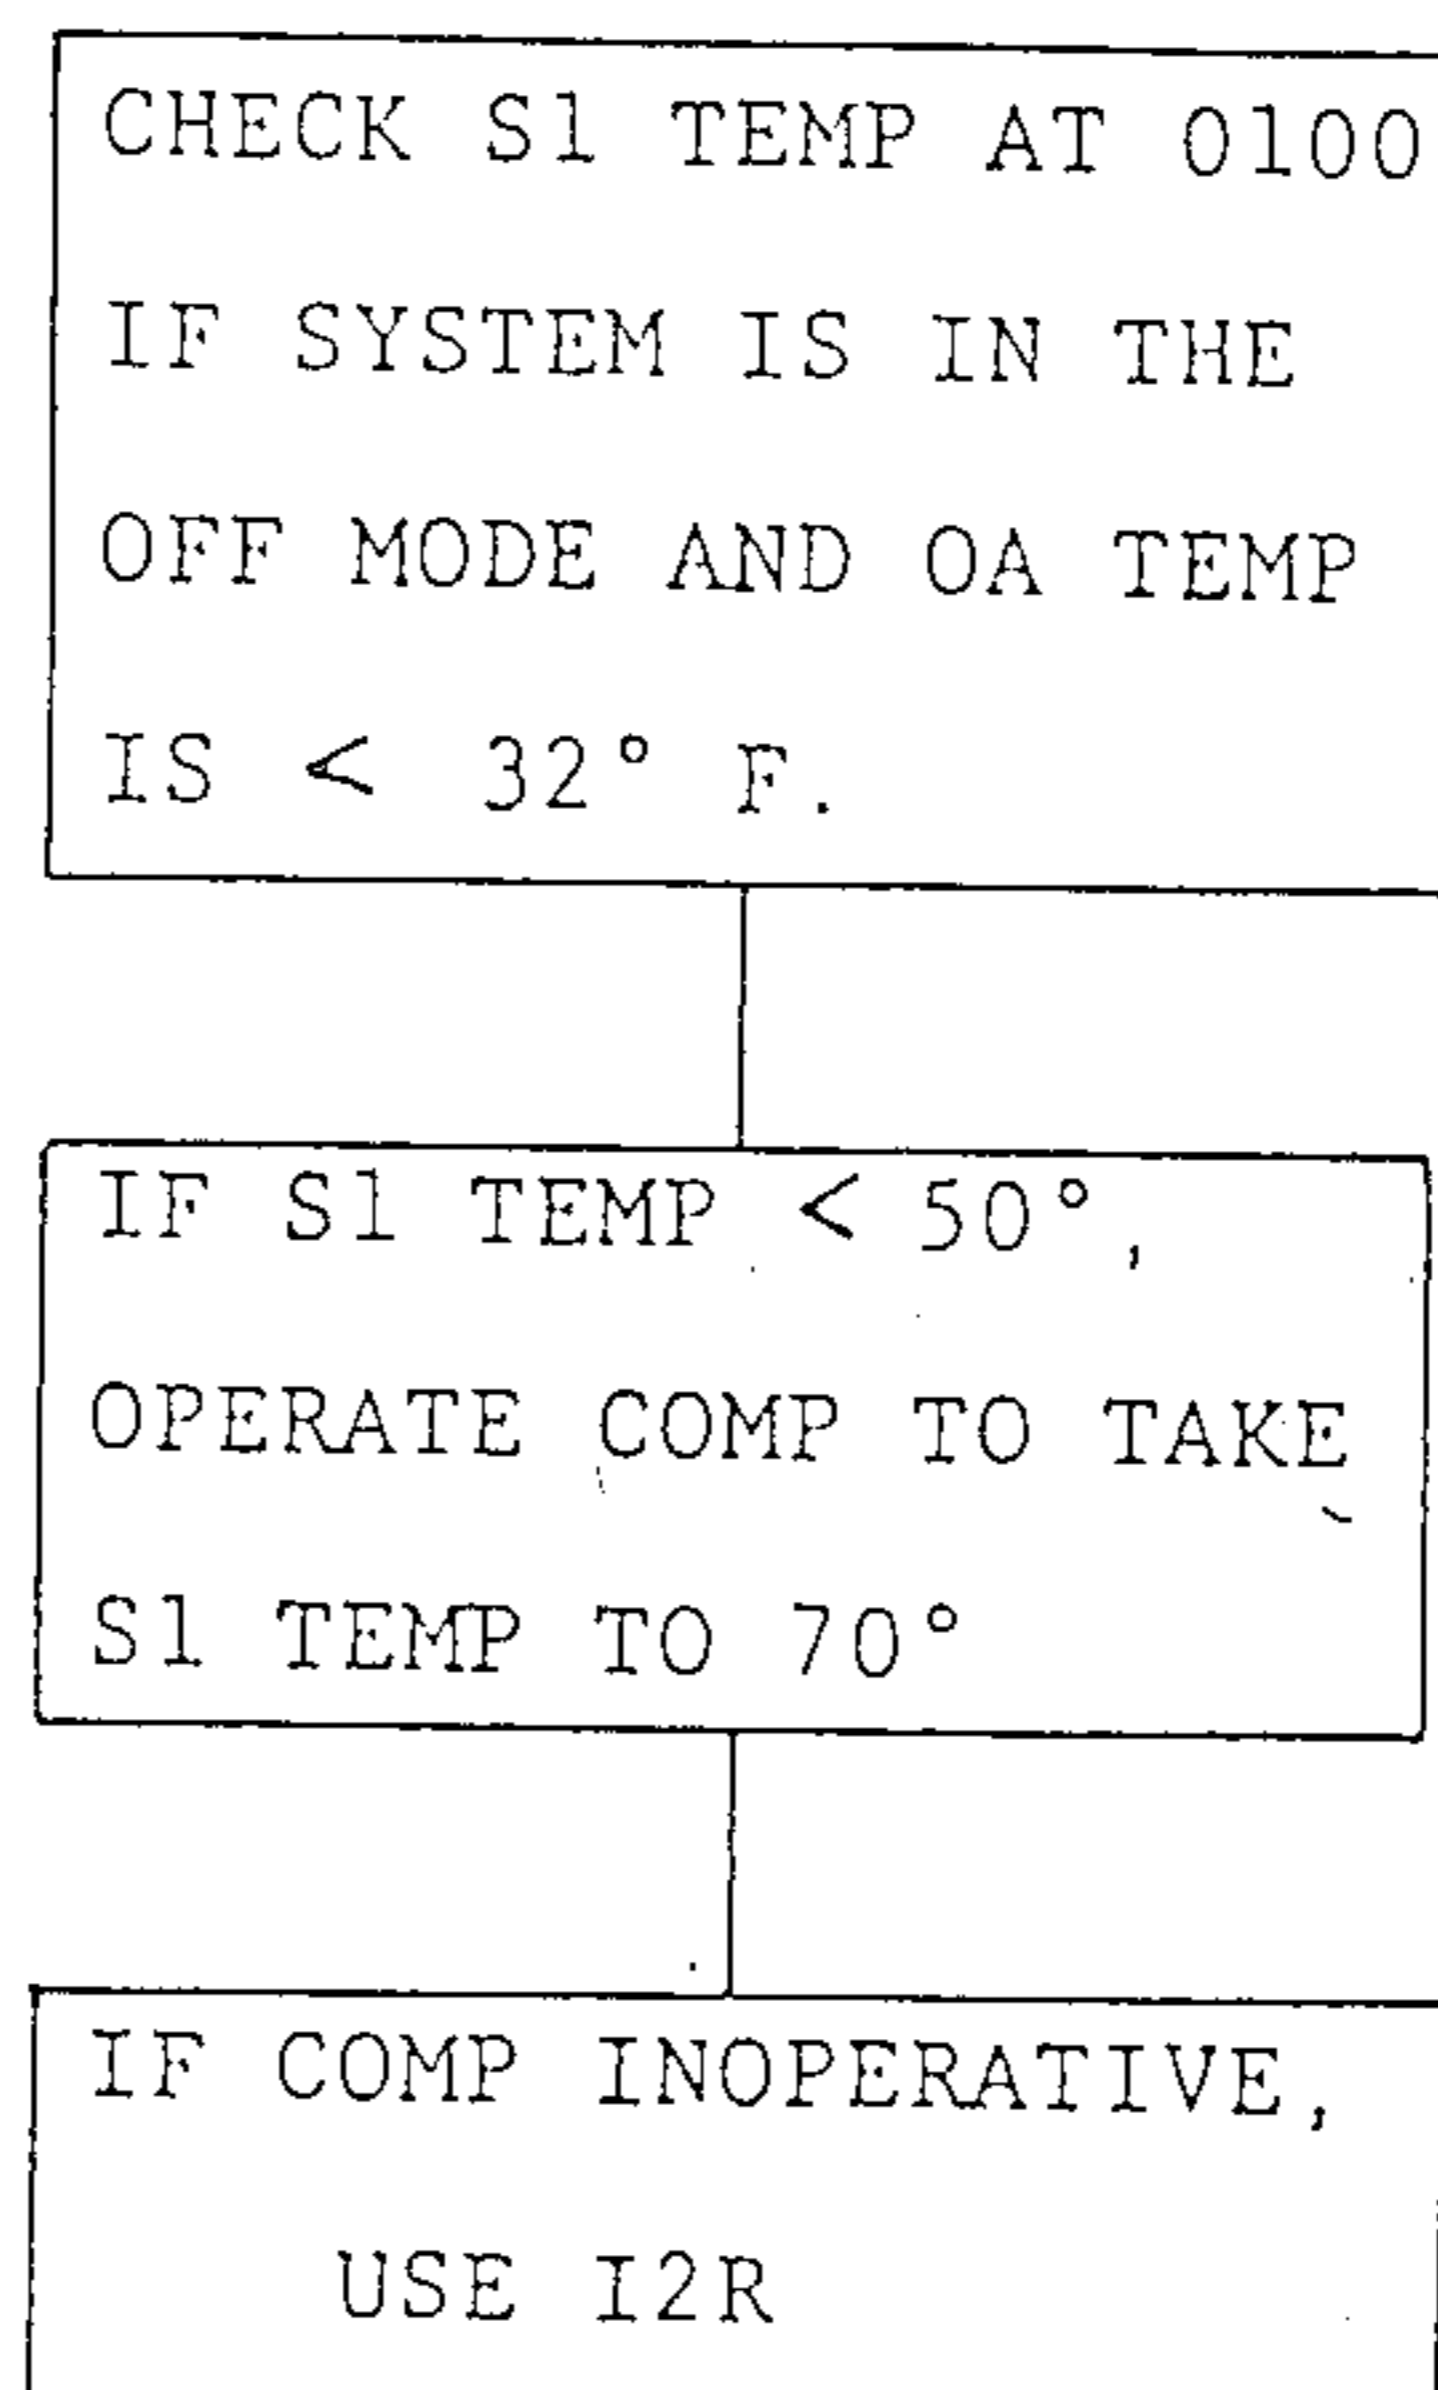 CHECK S1 TEMP AT 0100
IF SYSTEM IS IN THE
OFF MODE AND OA TEMP
IS < 32° F.
IF S1 TEMP < 50°,
OPERATE COMP TO TAKE
S1 TEMP TO 70°
IF COMP INOPERATIVE,
USE I2R